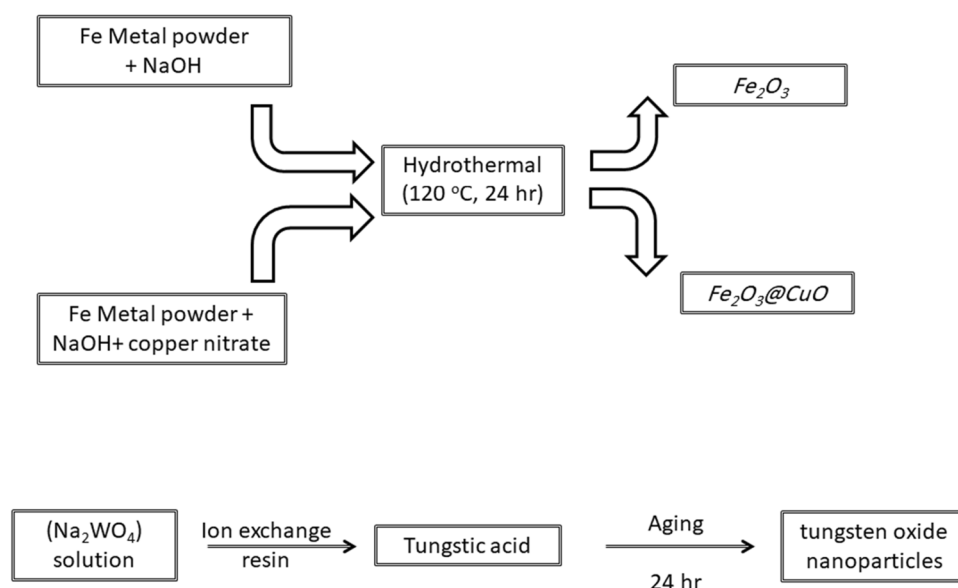 Fe Metal powder
+ NaOH
Fe₂O₃
Hydrothermal
(120 ᵒC, 24 hr)
Fe Metal powder +
NaOH+ copper nitrate
Fe₂O₃@CuO
(Na₂WO₄)
solution
Ion exchange
resin
Tungstic acid
Aging
24 hr
tungsten oxide
nanoparticles